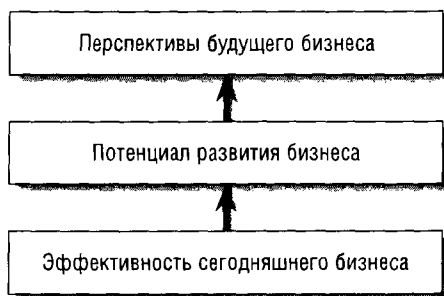 Перспективы будущего бизнеса
Потенциал развития бизнеса
Эффективность сегодняшнего бизнеса